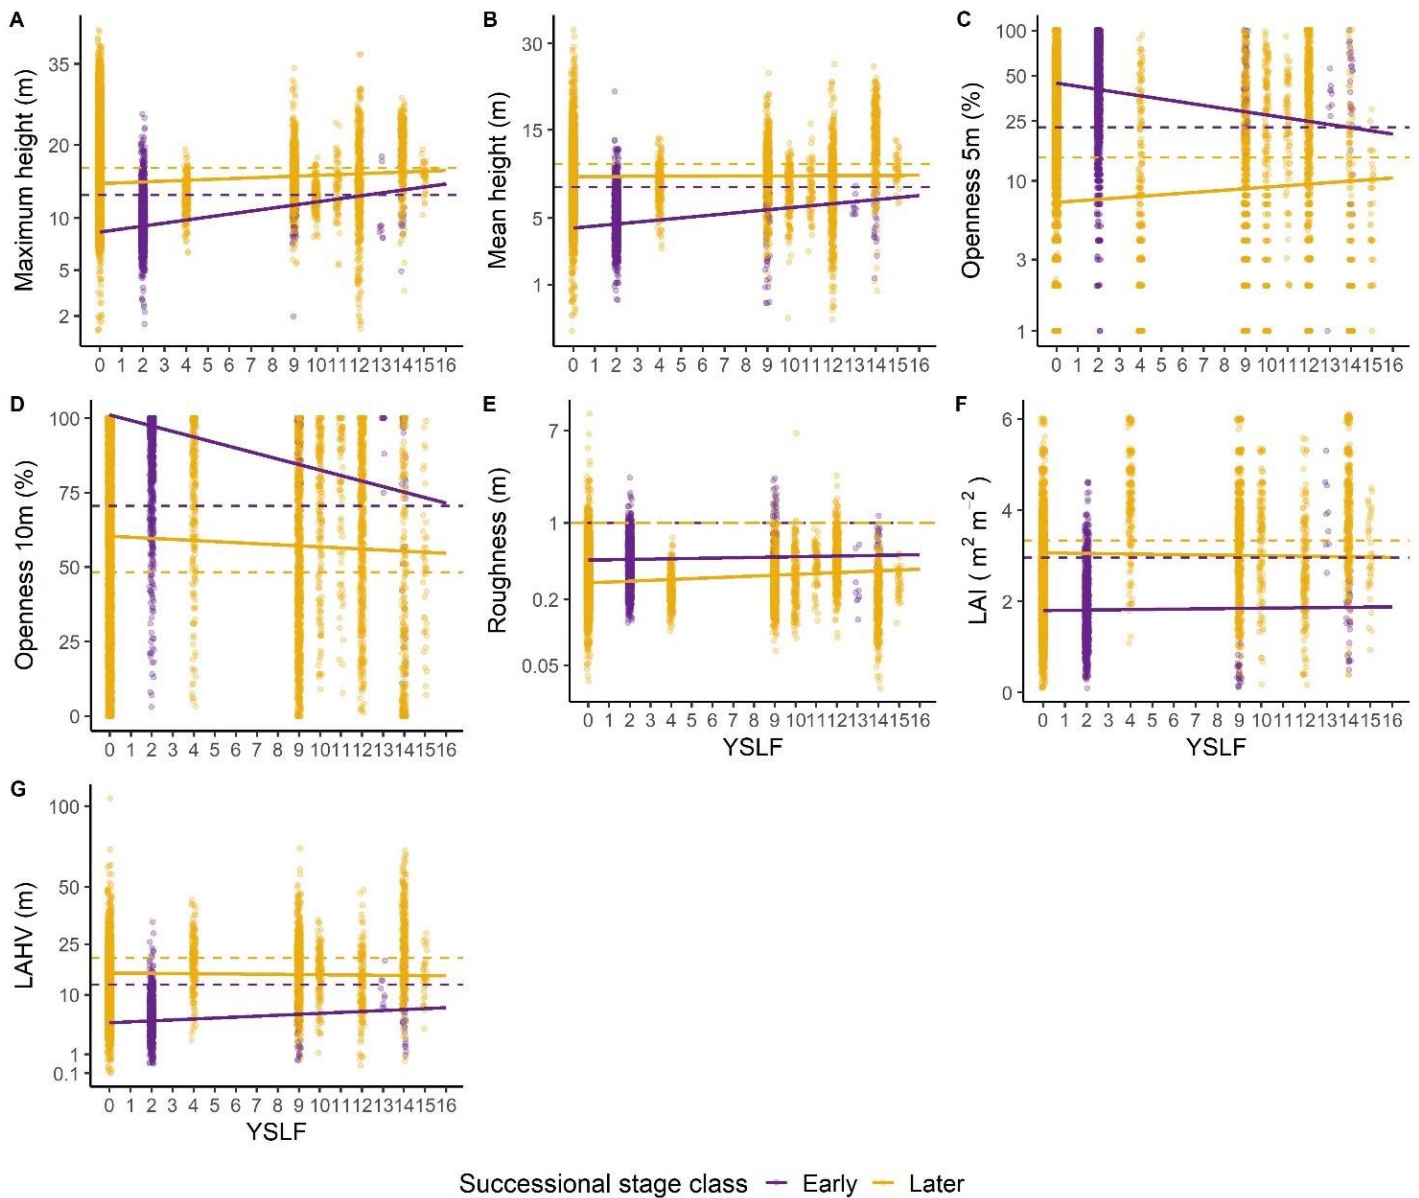 A
Maximum height (m)
35
20
10
5
2
0 1 2 3 4 5 6 7 8 9 10 11 12 13 14 15 16
B
Mean height (m)
30
15
5
1
0 1 2 3 4 5 6 7 8 9 10 11 12 13 14 15 16
C
Openness 5m (%)
100
50
25
10
3
1
0 1 2 3 4 5 6 7 8 9 10 11 12 13 14 15 16
D
Openness 10m (%)
100
75
50
25
0
0 1 2 3 4 5 6 7 8 9 10 11 12 13 14 15 16
E
Roughness (m)
7
1
0.2
0.05
0 1 2 3 4 5 6 7 8 9 10 11 12 13 14 15 16
YSLF
F
LAI ( m² m⁻² )
6
4
2
0
0 1 2 3 4 5 6 7 8 9 10 11 12 13 14 15 16
YSLF
G
LAHV (m)
100
50
25
10
1
0.1
0 1 2 3 4 5 6 7 8 9 10 11 12 13 14 15 16
YSLF
Successional stage class Early Later